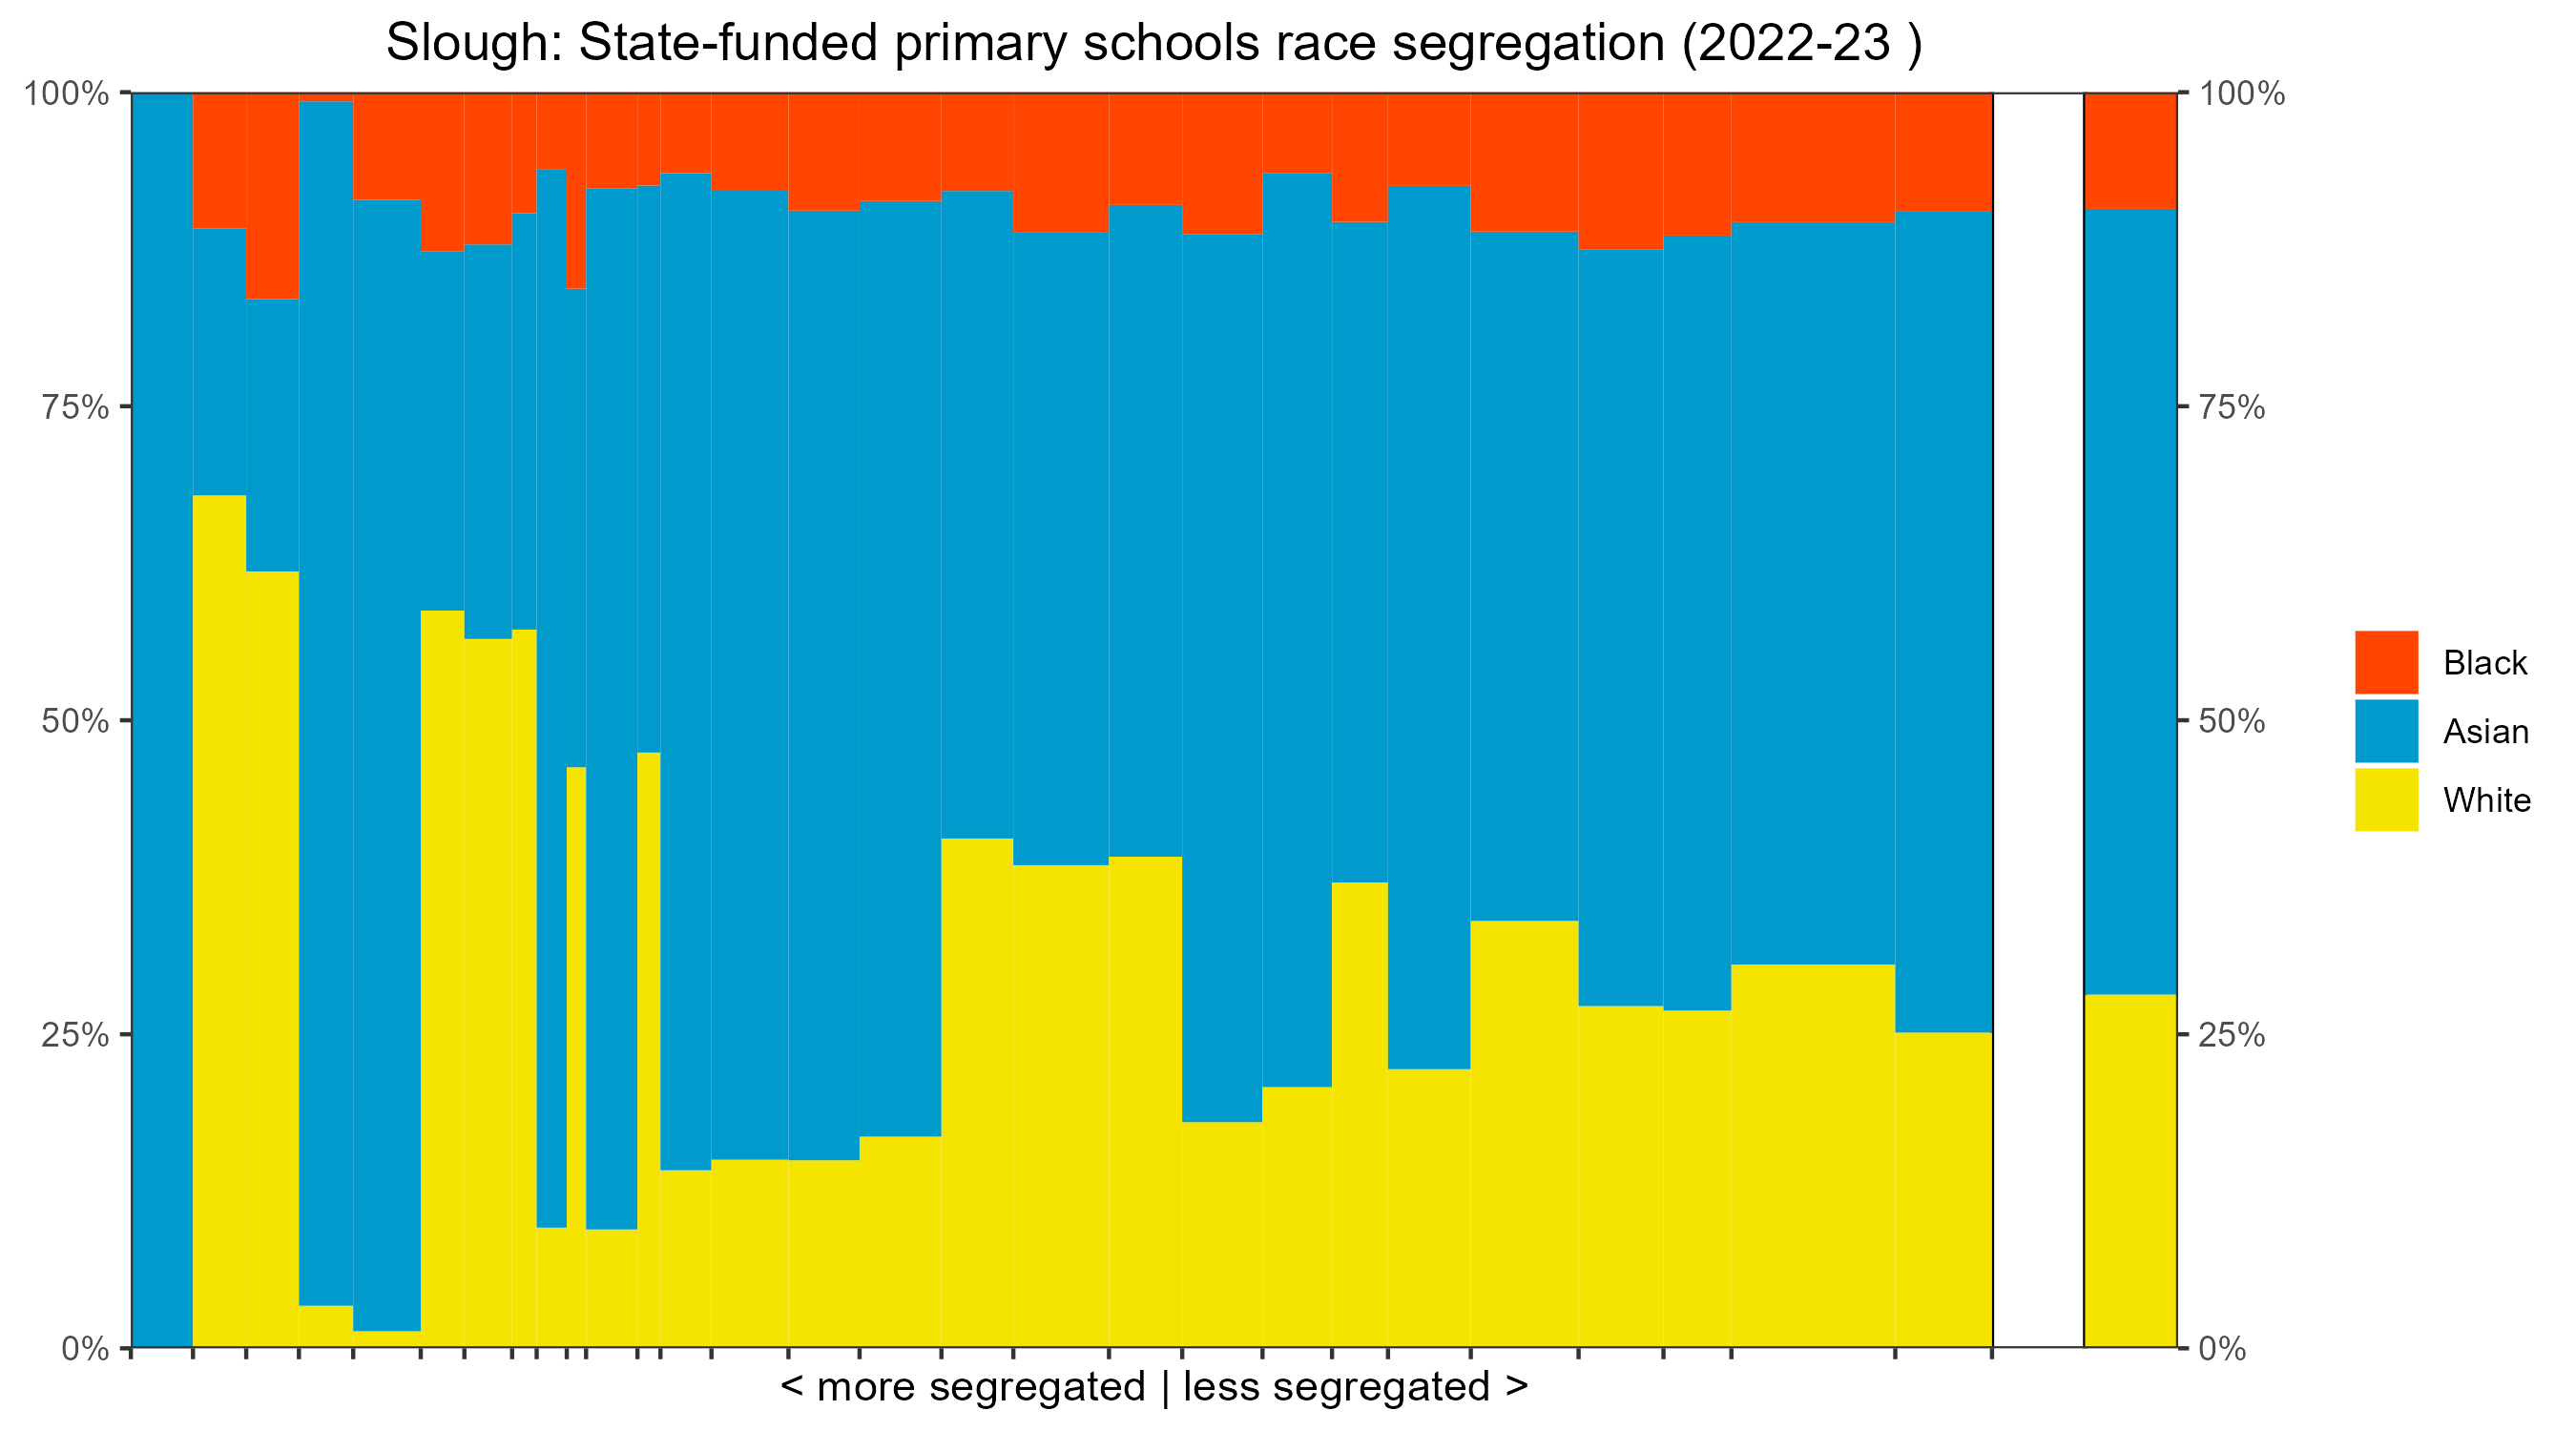 Slough: State-funded primary schools race segregation (2022-23 )
100%
75%
50%
25%
0%
100%
75%
50%
25%
0%
Black
Asian
White
< more segregated | less segregated >